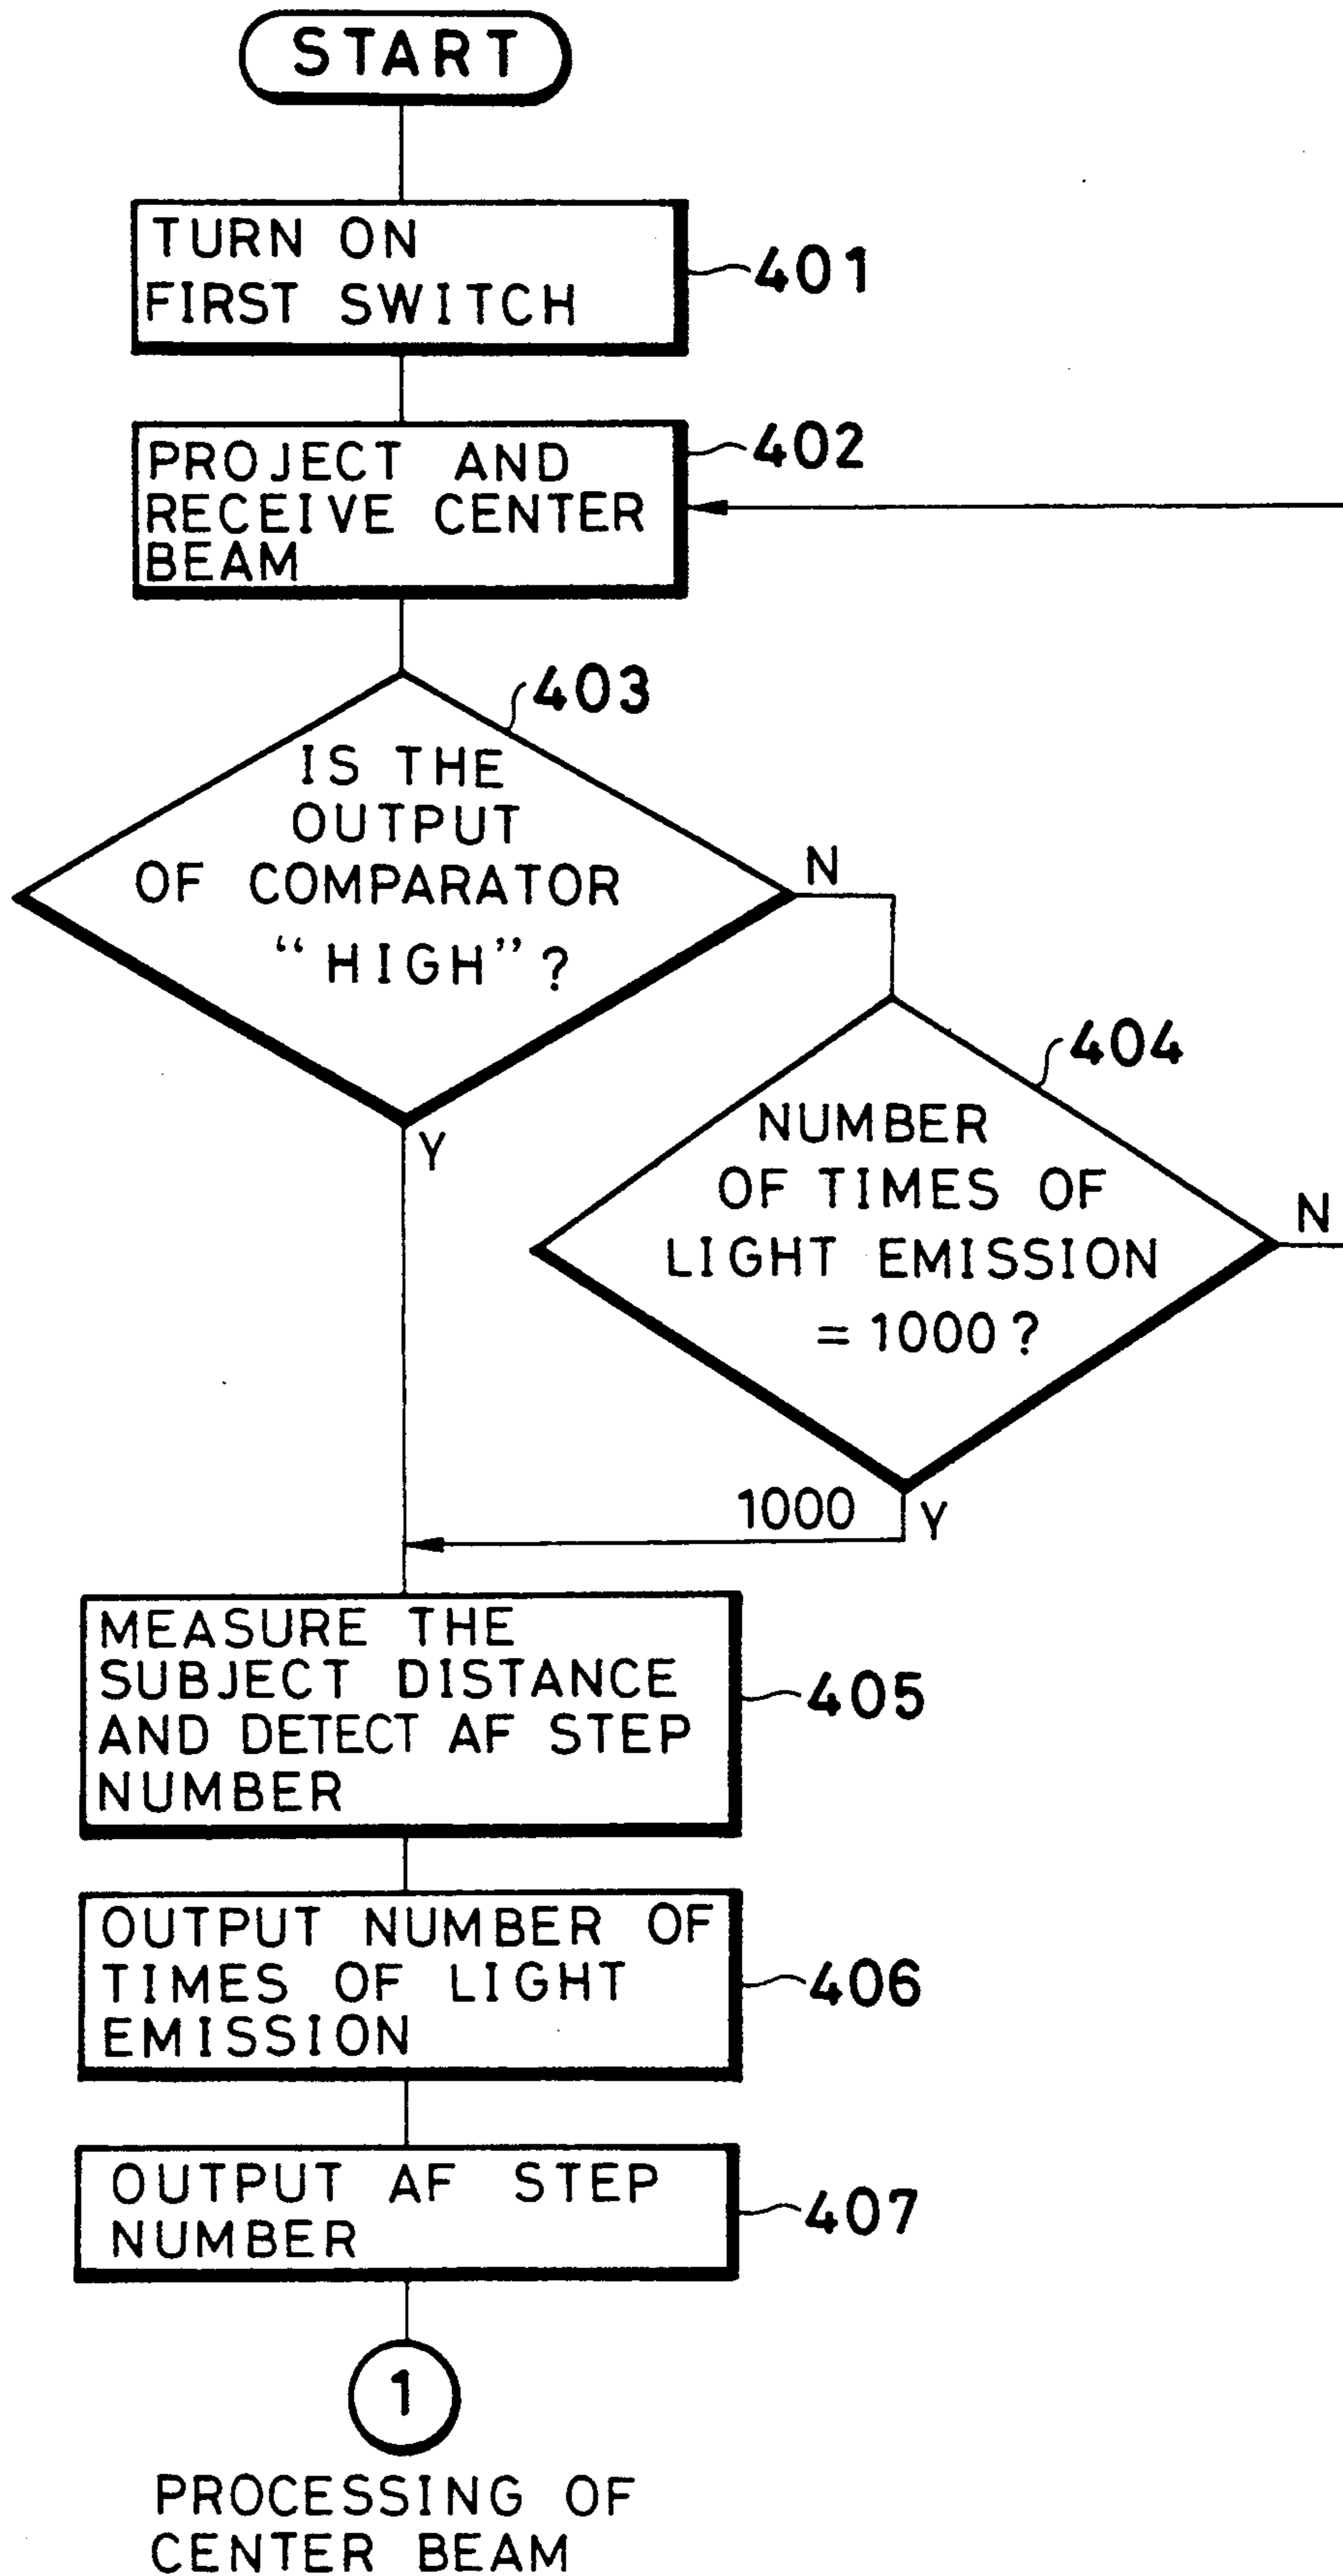 START
TURN ON
FIRST SWITCH
401
PROJECT AND
RECEIVE CENTER
BEAM
402
403
IS THE
OUTPUT
OF COMPARATOR
“HIGH”?
N
Y
404
NUMBER
OF TIMES OF
LIGHT EMISSION
=1000?
N
1000
Y
MEASURE THE
SUBJECT DISTANCE
AND DETECT AF STEP
NUMBER
405
OUTPUT NUMBER OF
TIMES OF LIGHT
EMISSION
406
OUTPUT AF STEP
NUMBER
407
1
PROCESSING OF
CENTER BEAM